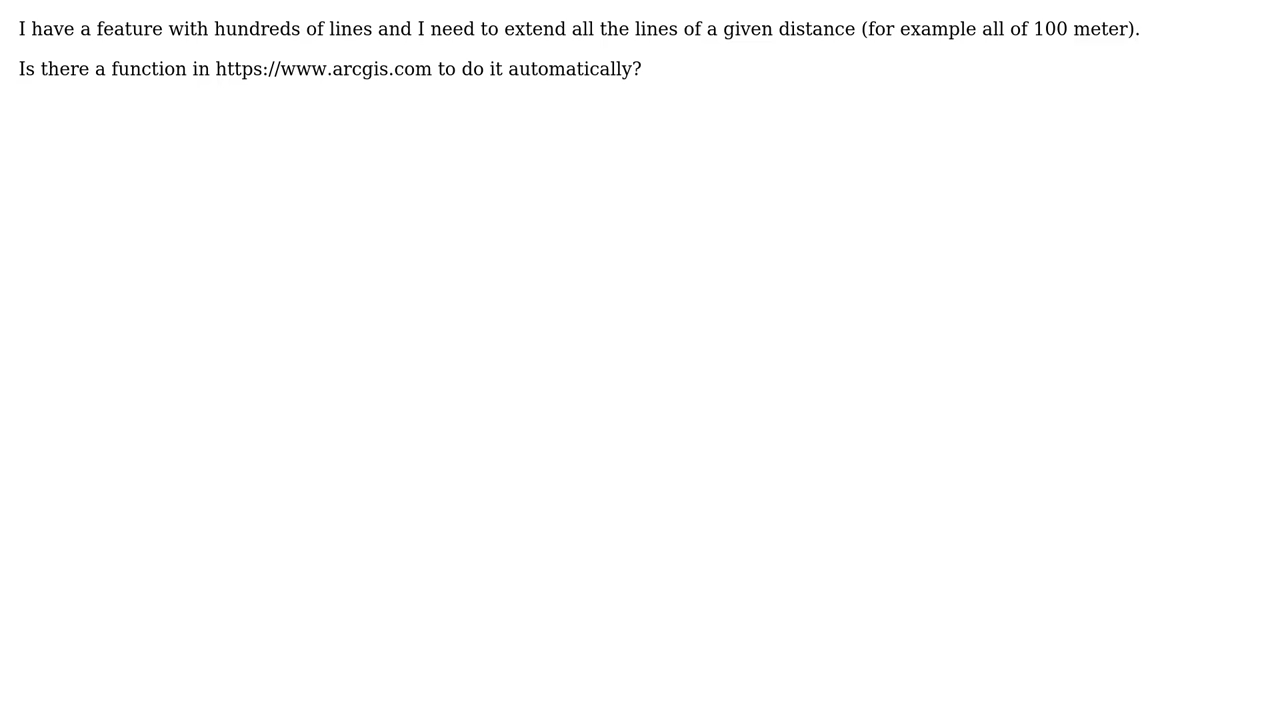 I have a feature with hundreds of lines and I need to extend all the lines of a given distance (for example all of 100 meter).
Is there a function in https://www.arcgis.com to do it automatically?